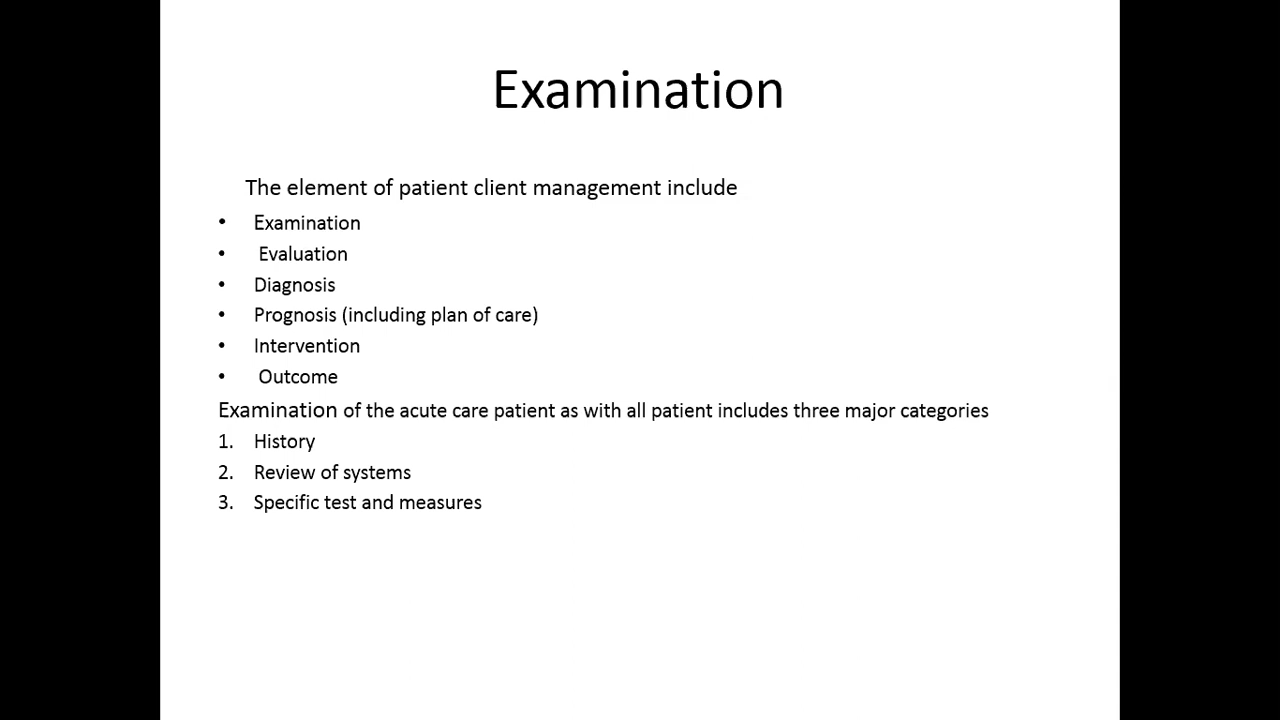 Examination
The element of patient client management include
• Examination
• Evaluation
• Diagnosis
• Prognosis (including plan of care)
• Intervention
• Outcome
Examination of the acute care patient as with all patient includes three major categories
1. History
2. Review of systems
3. Specific test and measures